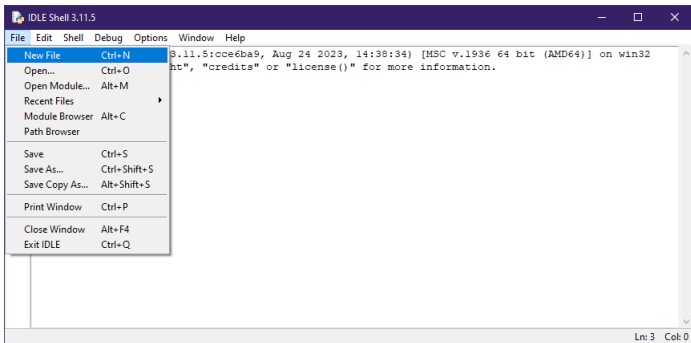 IDLE Shell 3.11.5
File Edit Shell Debug Options Window Help
New File Ctrl+N
3.11.5:cce6ba9, Aug 24 2023, 14:38:34) [MSC v.1936 64 bit (AMD64)] on win32
Open... Ctrl+O
ht", "credits" or "license()" for more information.
Open Module... Alt+M
Recent Files
Module Browser Alt+C
Path Browser
Save Ctrl+S
Save As... Ctrl+Shift+S
Save Copy As... Alt+Shift+S
Print Window Ctrl+P
Close Window Alt+F4
Exit IDLE Ctrl+Q
Ln: 3 Col: 0